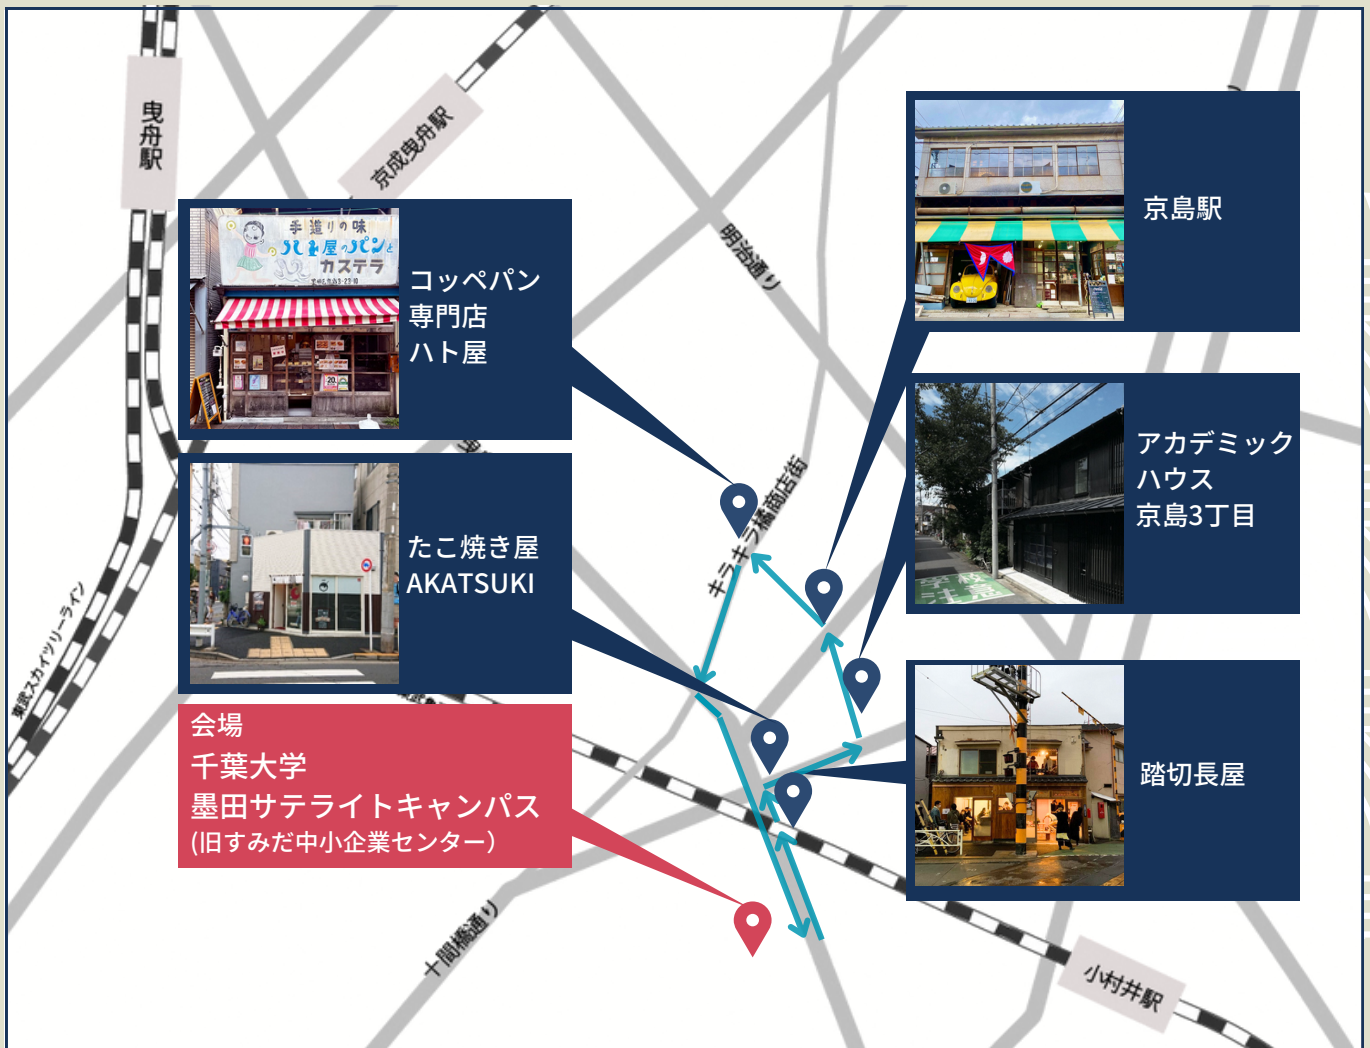 曳舟駅
京成曳舟駅
手造りの味
ハト屋のパンと
カステラ
コッペパン
専門店
ハト屋
明治通り
京島駅
アカデミック
ハウス
京島3丁目
キラキラ橘商店街
たこ焼き屋
AKATSUKI
東武スカイツリーライン
会場
千葉大学
墨田サテライトキャンパス
(旧すみだ中小企業センター）
踏切長屋
十間橋通り
小村井駅